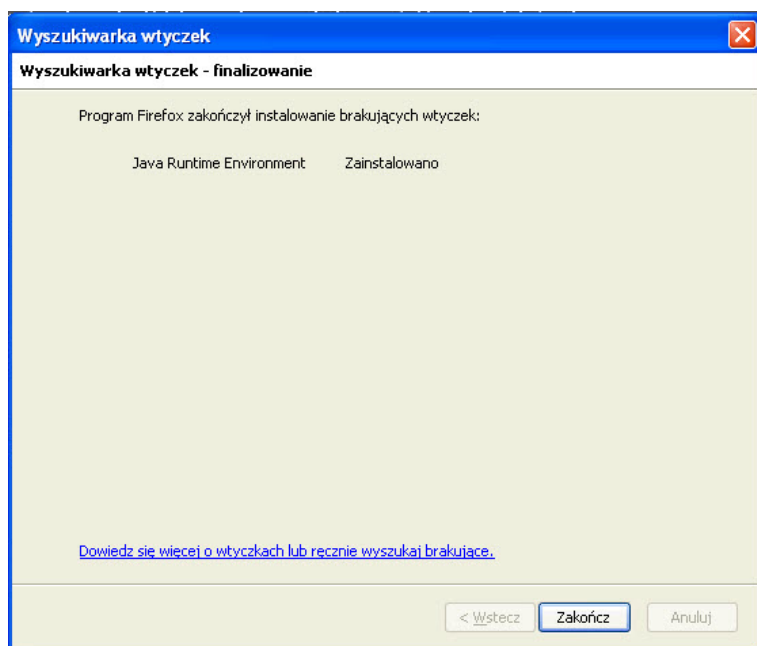 Wyszukiwarka wtyczek
Wyszukiwarka wtyczek - finalizowanie
Program Firefox zakończył instalowanie brakujących wtyczek:
Java Runtime Environment Zainstalowano
Dowiedz się więcej o wtyczkach lub ręcznie wyszukaj brakujące.
< Wstecz Zakończ Anuluj